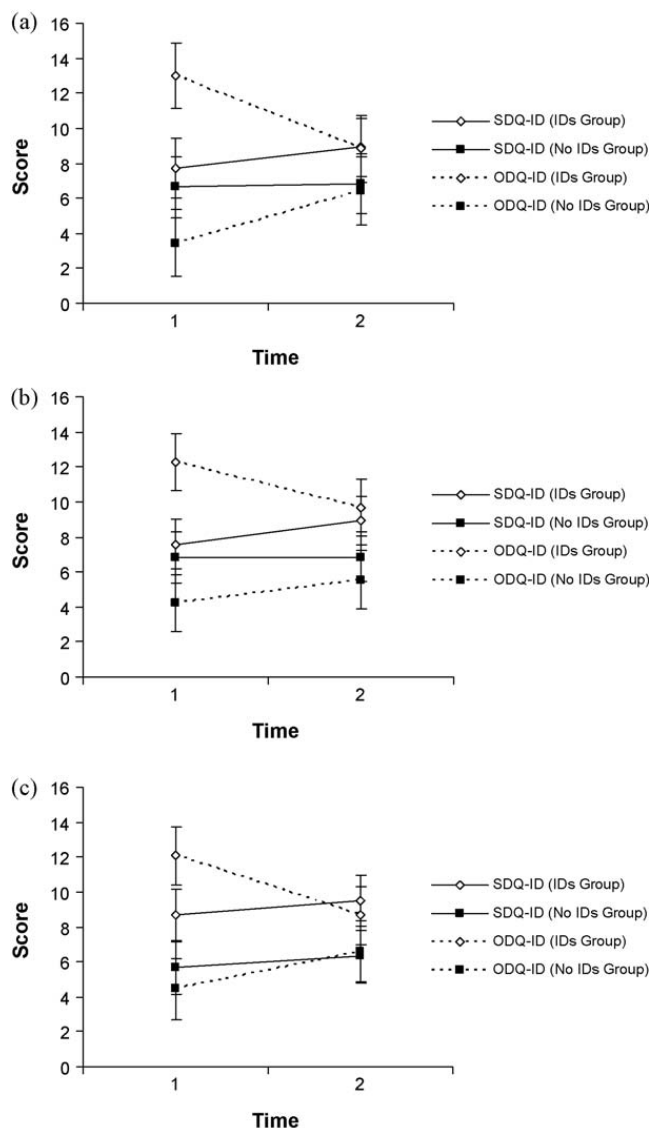 (a)
16
14
12
10
8
6
4
2
0
Score
1 2
Time
SDQ-ID (IDs Group)
SDQ-ID (No IDs Group)
ODQ-ID (IDs Group)
ODQ-ID (No IDs Group)
(b)
16
14
12
10
8
6
4
2
0
Score
1 2
Time
SDQ-ID (IDs Group)
SDQ-ID (No IDs Group)
ODQ-ID (IDs Group)
ODQ-ID (No IDs Group)
(c)
16
14
12
10
8
6
4
2
0
Score
1 2
Time
SDQ-ID (IDs Group)
SDQ-ID (No IDs Group)
ODQ-ID (IDs Group)
ODQ-ID (No IDs Group)